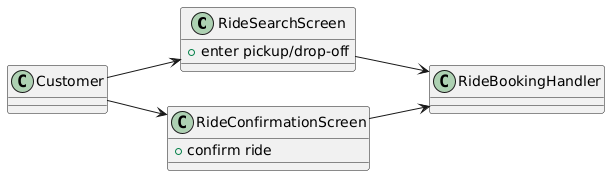 C RideSearchScreen
+ enter pickup/drop-off
C Customer
C RideBookingHandler
C RideConfirmationScreen
+ confirm ride